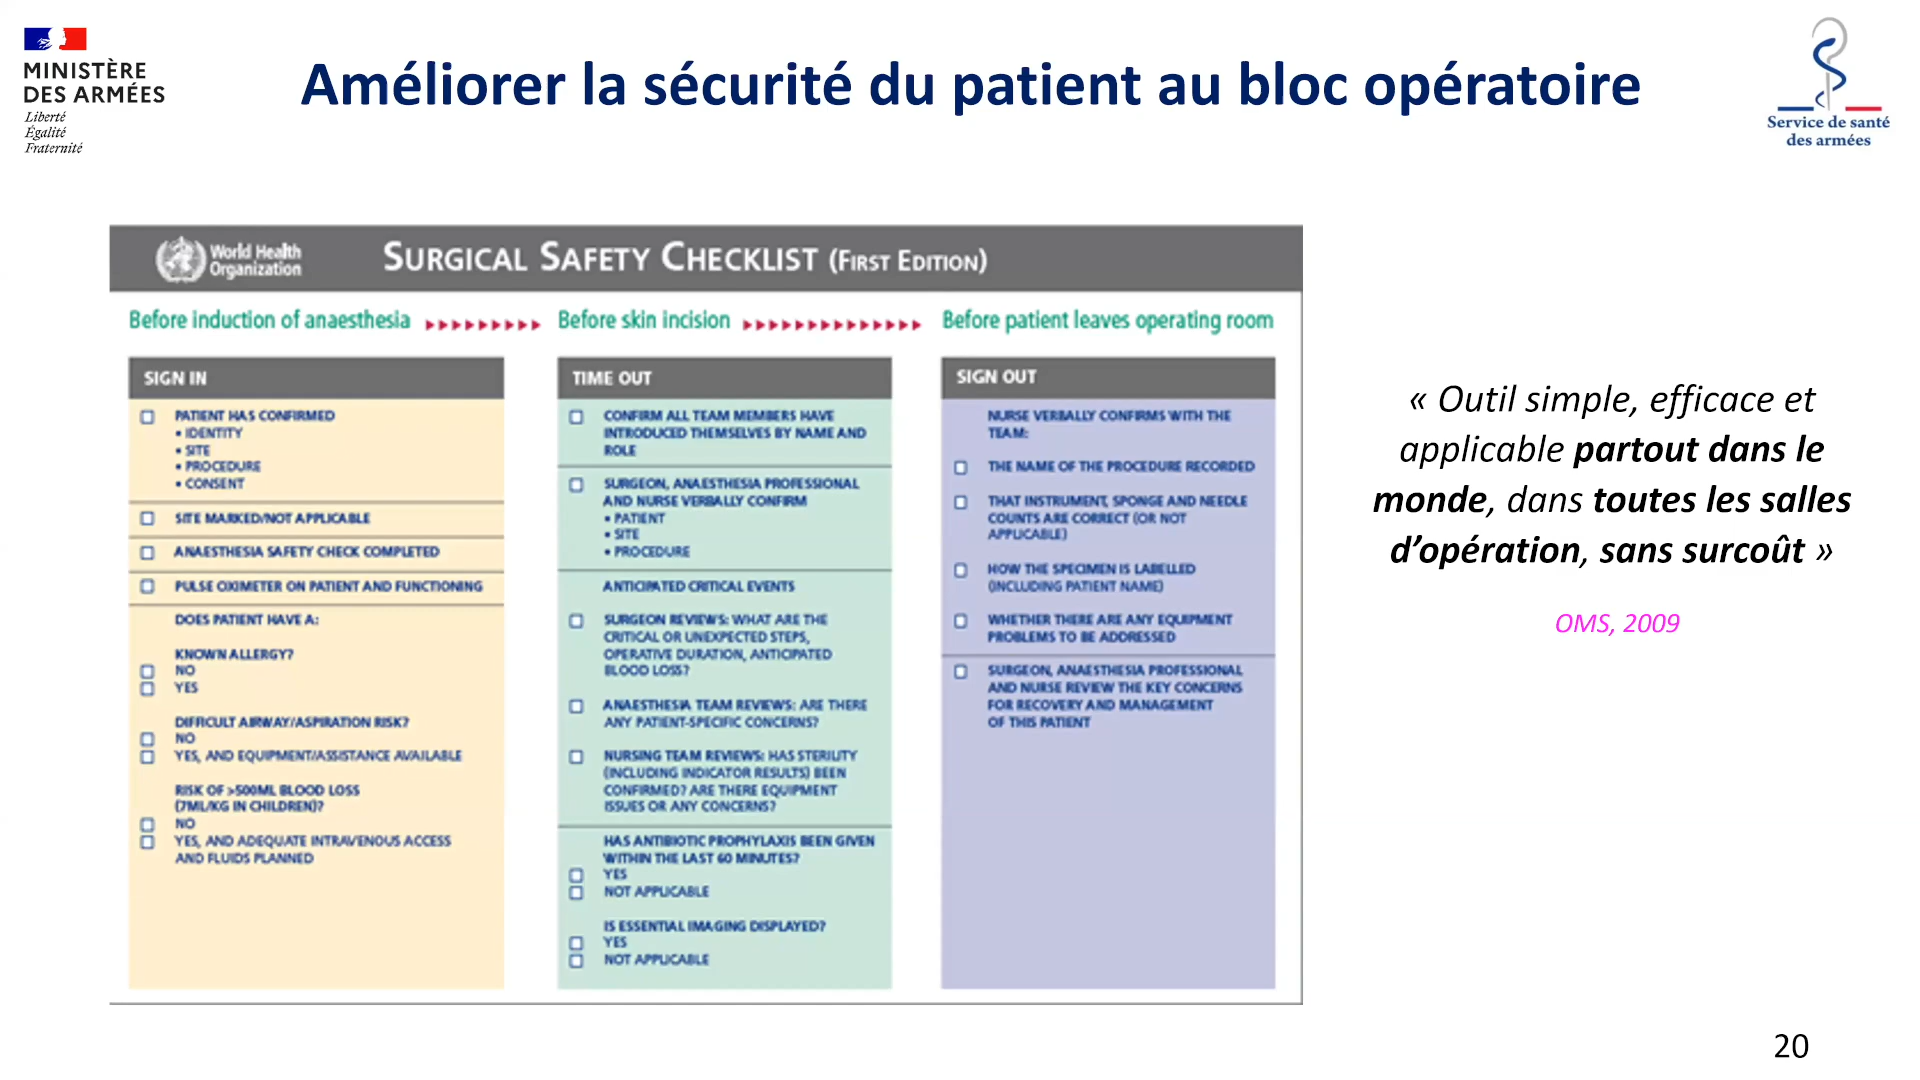 MINISTÈRE
DES ARMÉES
Liberté
Égalité
Fraternité
Améliorer la sécurité du patient au bloc opératoire
Service de santé
des armées
World Health
Organization
SURGICAL SAFETY CHECKLIST (FIRST EDITION)
Before induction of anaesthesia
Before skin incision
Before patient leaves operating room
SIGN IN
PATIENT HAS CONFIRMED
• IDENTITY
• SITE
• PROCEDURE
• CONSENT
SITE MARKED/NOT APPLICABLE
ANAESTHESIA SAFETY CHECK COMPLETED
PULSE OXIMETER ON PATIENT AND FUNCTIONING
DOES PATIENT HAVE A:
KNOWN ALLERGY?
NO
YES
DIFFICULT AIRWAY/ASPIRATION RISK?
NO
YES, AND EQUIPMENT/ASSISTANCE AVAILABLE
RISK OF >500ML BLOOD LOSS
(7ML/KG IN CHILDREN)?
NO
YES, AND ADEQUATE INTRAVENOUS ACCESS
AND FLUIDS PLANNED
TIME OUT
CONFIRM ALL TEAM MEMBERS HAVE
INTRODUCED THEMSELVES BY NAME AND
ROLE
SURGEON, ANAESTHESIA PROFESSIONAL
AND NURSE VERBALLY CONFIRM
• PATIENT
• SITE
• PROCEDURE
ANTICIPATED CRITICAL EVENTS
SURGEON REVIEWS: WHAT ARE THE
CRITICAL OR UNEXPECTED STEPS,
OPERATIVE DURATION, ANTICIPATED
BLOOD LOSS?
ANAESTHESIA TEAM REVIEWS: ARE THERE
ANY PATIENT-SPECIFIC CONCERNS?
NURSING TEAM REVIEWS: HAS STERILITY
(INCLUDING INDICATOR RESULTS) BEEN
CONFIRMED? ARE THERE EQUIPMENT
ISSUES OR ANY CONCERNS?
HAS ANTIBIOTIC PROPHYLAXIS BEEN GIVEN
WITHIN THE LAST 60 MINUTES?
YES
NOT APPLICABLE
IS ESSENTIAL IMAGING DISPLAYED?
YES
NOT APPLICABLE
SIGN OUT
NURSE VERBALLY CONFIRMS WITH THE
TEAM:
THE NAME OF THE PROCEDURE RECORDED
THAT INSTRUMENT, SPONGE AND NEEDLE
COUNTS ARE CORRECT (OR NOT
APPLICABLE)
HOW THE SPECIMEN IS LABELLED
(INCLUDING PATIENT NAME)
WHETHER THERE ARE ANY EQUIPMENT
PROBLEMS TO BE ADDRESSED
SURGEON, ANAESTHESIA PROFESSIONAL
AND NURSE REVIEW THE KEY CONCERNS
FOR RECOVERY AND MANAGEMENT
OF THIS PATIENT
« Outil simple, efficace et
applicable partout dans le
monde, dans toutes les salles
d’opération, sans surcoût »
OMS, 2009
20